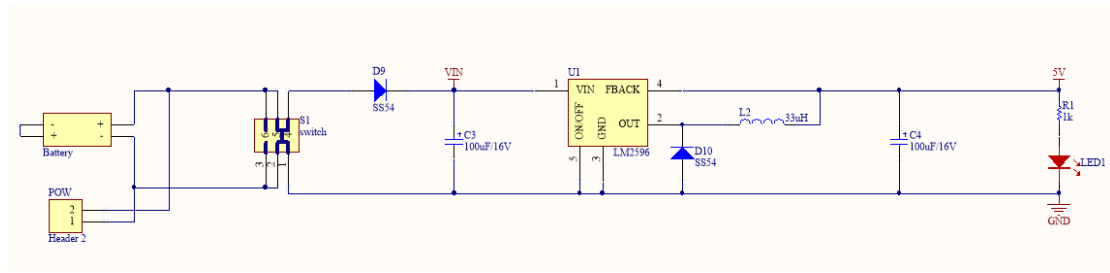 D9
VIN
U1
5V
SS54
1
VIN
FBACK
4
S1
switch
6
5
4
3
2
1
- +
+ -
Battery
C3
100uF/16V
ON/OFF
GND
OUT
2
L2
33uH
R1
1k
C4
100uF/16V
D10
SS54
LM2596
5
3
LED1
POW
2
1
Header 2
GND